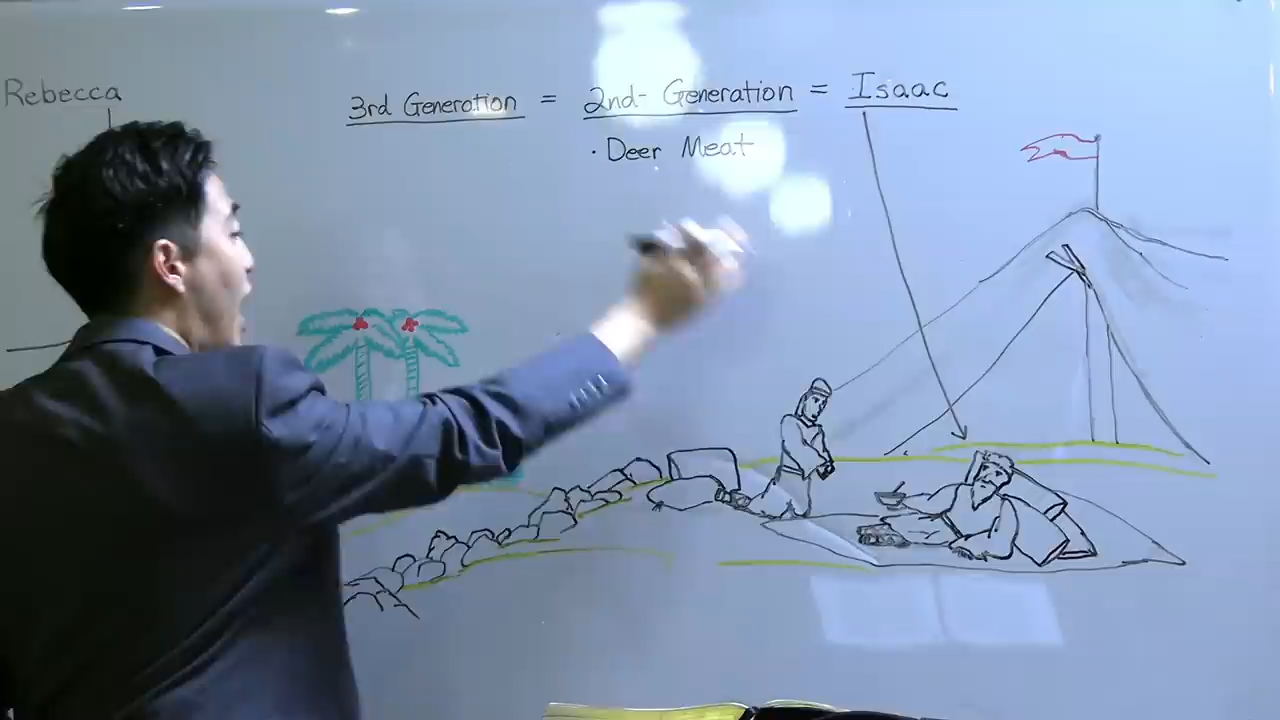 Rebecca
3rd Generation = 2nd- Generation = Isaac
· Deer Meat